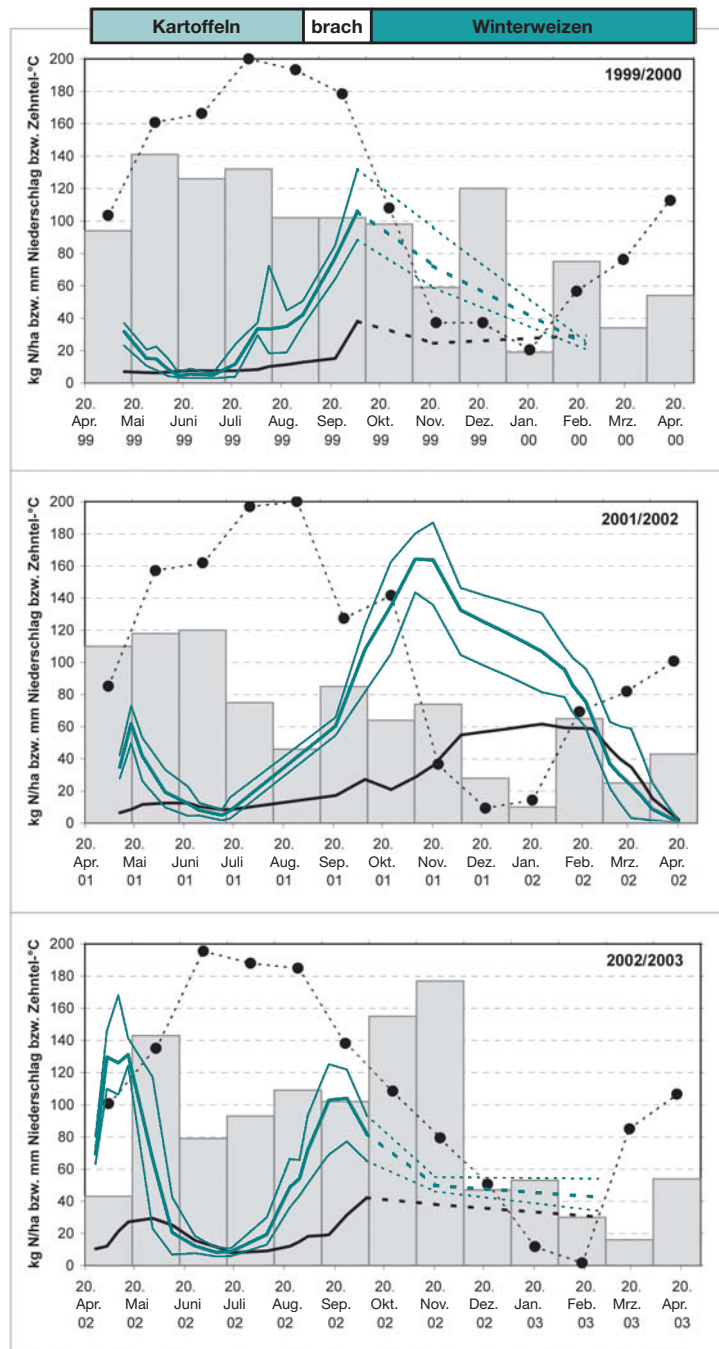 Kartoffeln brach Winterweizen
1999/2000
kg N/ha bzw. mm Niederschlag bzw. Zehntel-°C
200
180
160
140
120
100
80
60
40
20
0
20. 20. 20. 20. 20. 20. 20. 20. 20. 20. 20. 20. 20.
Apr. Mai Juni Juli Aug. Sep. Okt. Nov. Dez. Jan. Feb. Mrz. Apr.
99 99 99 99 99 99 99 99 99 00 00 00 00
2001/2002
kg N/ha bzw. mm Niederschlag bzw. Zehntel-°C
200
180
160
140
120
100
80
60
40
20
0
20. 20. 20. 20. 20. 20. 20. 20. 20. 20. 20. 20. 20.
Apr. Mai Juni Juli Aug. Sep. Okt. Nov. Dez. Jan. Feb. Mrz. Apr.
01 01 01 01 01 01 01 01 01 02 02 02 02
2002/2003
kg N/ha bzw. mm Niederschlag bzw. Zehntel-°C
200
180
160
140
120
100
80
60
40
20
0
20. 20. 20. 20. 20. 20. 20. 20. 20. 20. 20. 20. 20.
Apr. Mai Juni Juli Aug. Sep. Okt. Nov. Dez. Jan. Feb. Mrz. Apr.
02 02 02 02 02 02 02 02 02 03 03 03 03